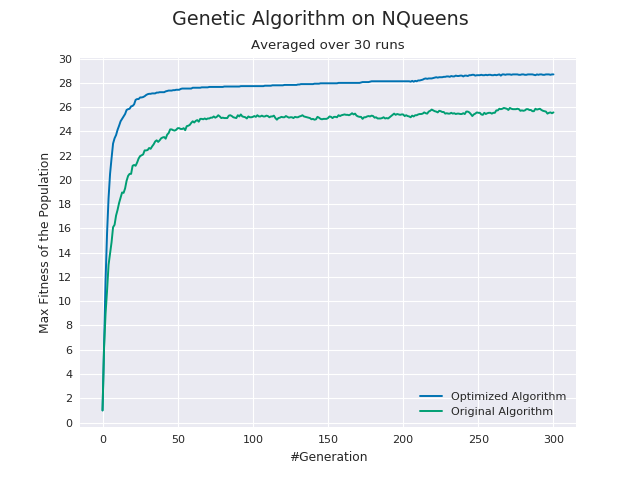 Genetic Algorithm on NQueens
Averaged over 30 runs
Max Fitness of the Population
30
28
26
24
22
20
18
16
14
12
10
8
6
4
2
0
Optimized Algorithm
Original Algorithm
0 50 100 150 200 250 300
#Generation